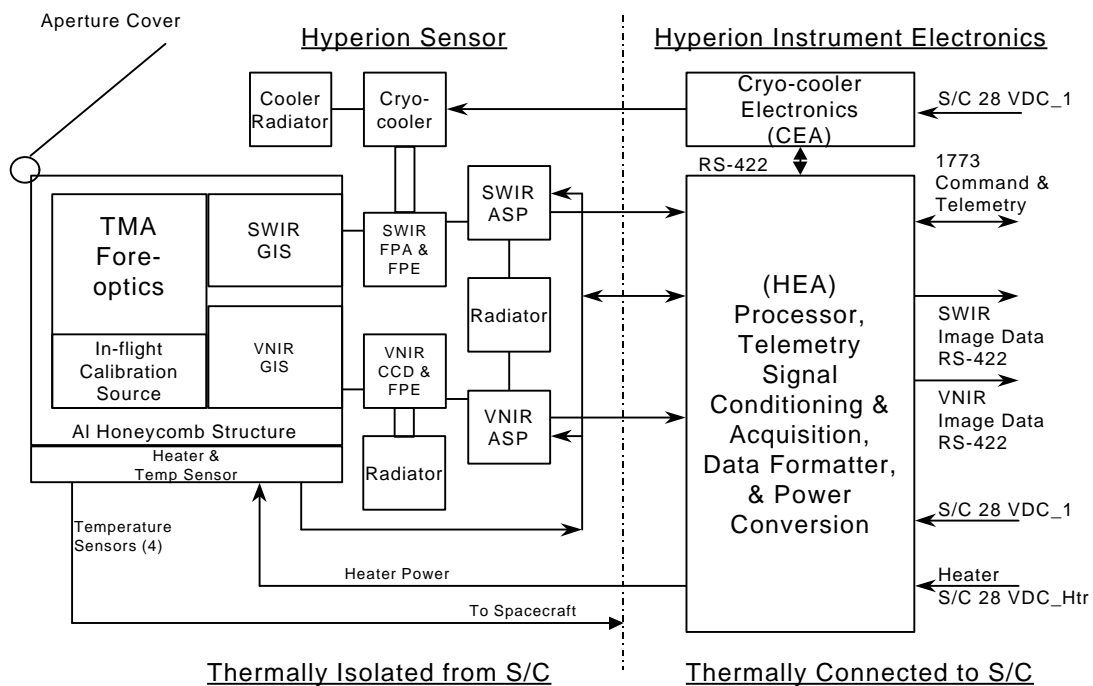 Aperture Cover
Hyperion Sensor
Hyperion Instrument Electronics
Cooler
Radiator
Cryo-
cooler
Cryo-cooler
Electronics
(CEA)
S/C 28 VDC_1
RS-422
1773
Command &
Telemetry
TMA
Fore-
optics
SWIR
GIS
SWIR
FPA &
FPE
SWIR
ASP
Radiator
(HEA)
Processor,
Telemetry
Signal
Conditioning &
Acquisition,
Data Formatter,
& Power
Conversion
SWIR
Image Data
RS-422
In-flight
Calibration
Source
VNIR
GIS
VNIR
CCD &
FPE
VNIR
ASP
VNIR
Image Data
RS-422
Al Honeycomb Structure
Heater &
Temp Sensor
Radiator
S/C 28 VDC_1
Temperature
Sensors (4)
Heater Power
Heater
S/C 28 VDC_Htr
To Spacecraft
Thermally Isolated from S/C
Thermally Connected to S/C